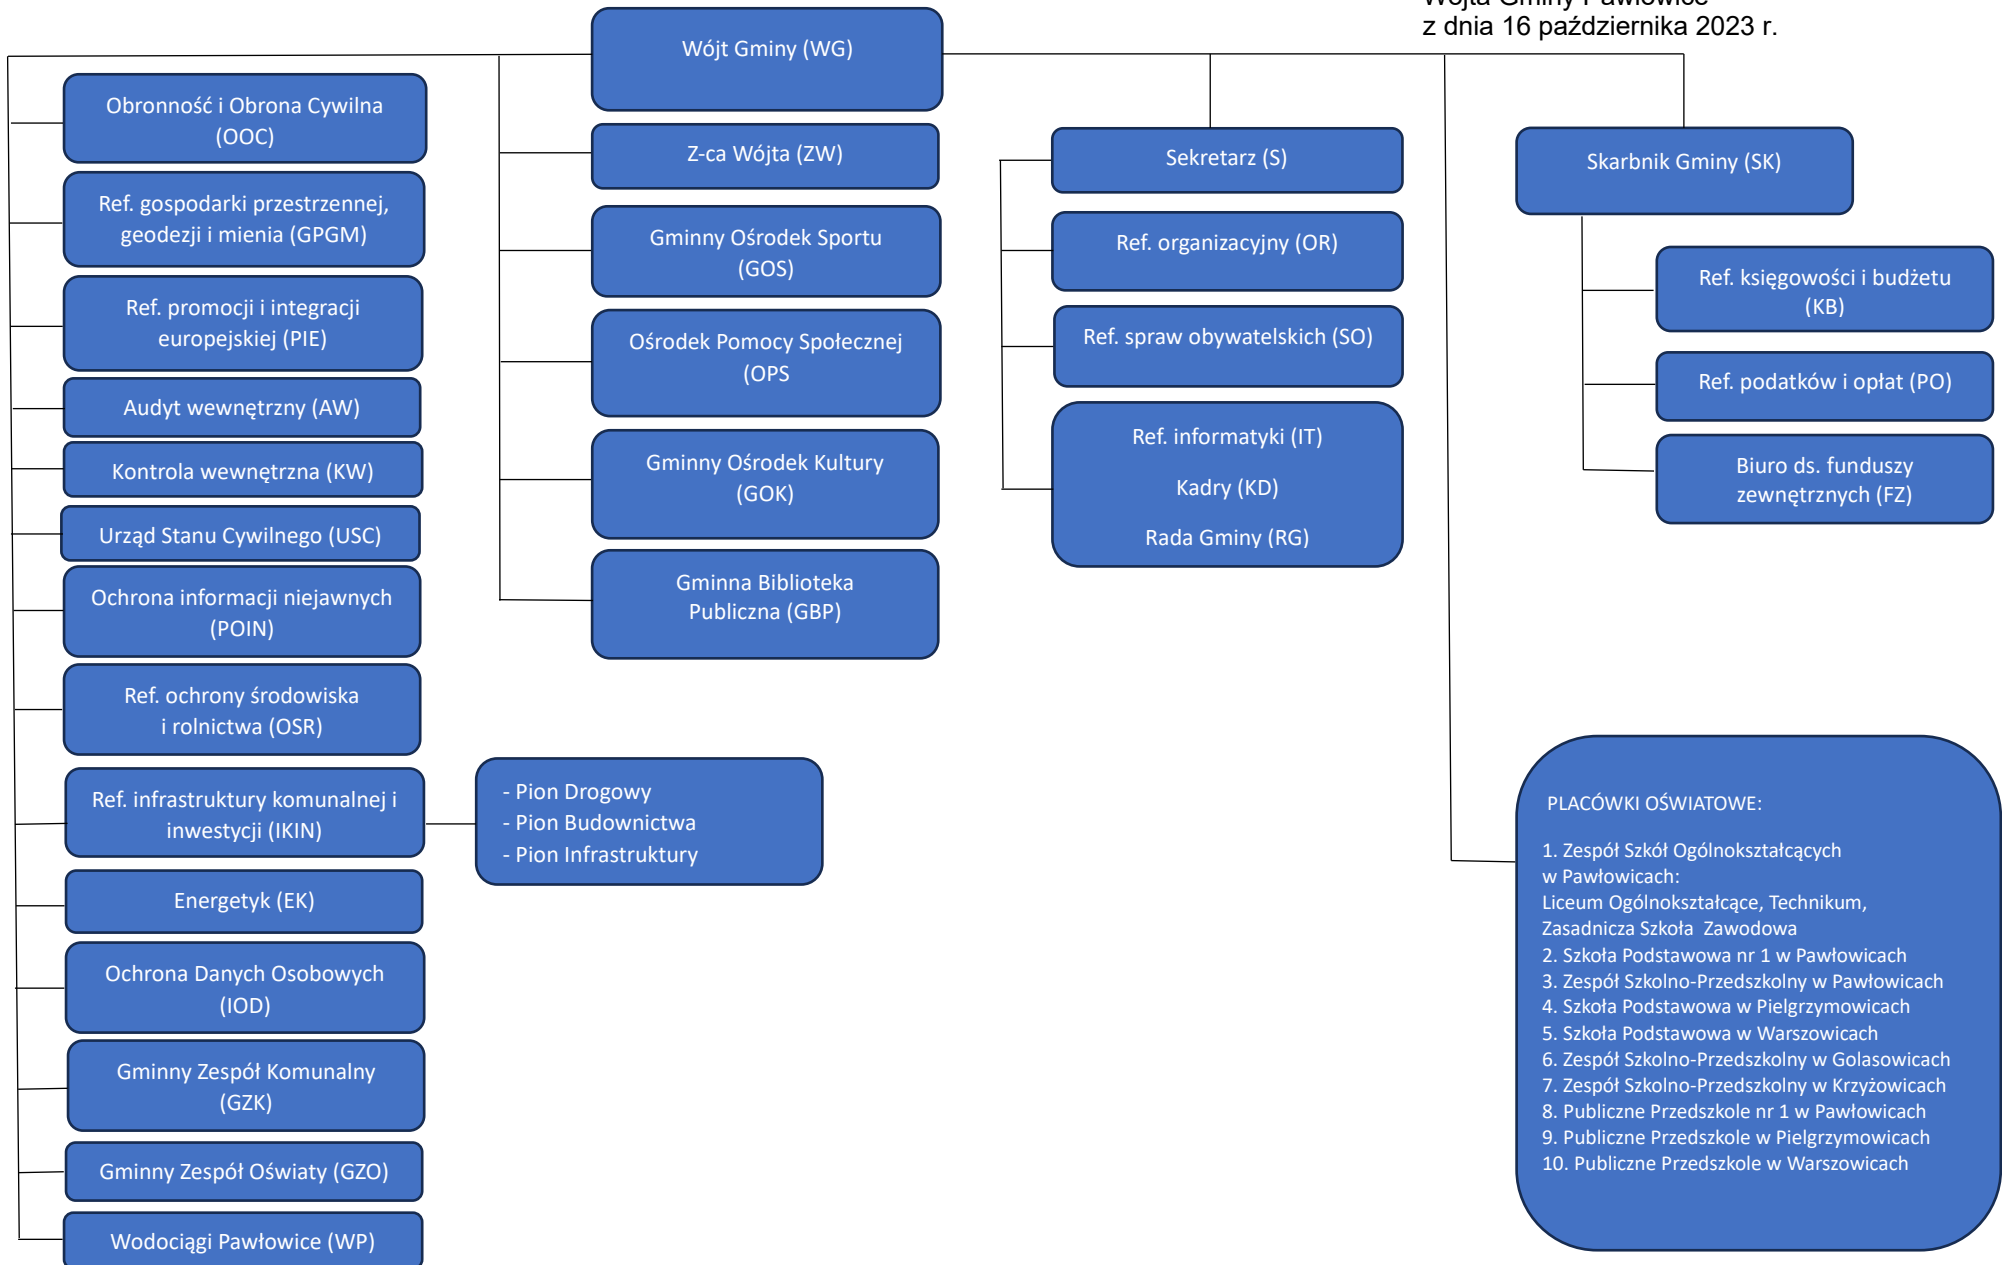 Wójta Gminy Pawłowice
z dnia 16 października 2023 r.
Wójt Gminy (WG)
Obronność i Obrona Cywilna
(OOC)
Ref. gospodarki przestrzennej,
geodezji i mienia (GPGM)
Ref. promocji i integracji
europejskiej (PIE)
Audyt wewnętrzny (AW)
Kontrola wewnętrzna (KW)
Urząd Stanu Cywilnego (USC)
Ochrona informacji niejawnych
(POIN)
Ref. ochrony środowiska
i rolnictwa (OSR)
Ref. infrastruktury komunalnej i
inwestycji (IKIN)
- Pion Drogowy
- Pion Budownictwa
- Pion Infrastruktury
Energetyk (EK)
Ochrona Danych Osobowych
(IOD)
Gminny Zespół Komunalny
(GZK)
Gminny Zespół Oświaty (GZO)
Wodociągi Pawłowice (WP)
Z-ca Wójta (ZW)
Gminny Ośrodek Sportu
(GOS)
Ośrodek Pomocy Społecznej
(OPS
Gminny Ośrodek Kultury
(GOK)
Gminna Biblioteka
Publiczna (GBP)
Sekretarz (S)
Ref. organizacyjny (OR)
Ref. spraw obywatelskich (SO)
Ref. informatyki (IT)
Kadry (KD)
Rada Gminy (RG)
Skarbnik Gminy (SK)
Ref. księgowości i budżetu
(KB)
Ref. podatków i opłat (PO)
Biuro ds. funduszy
zewnętrznych (FZ)
PLACÓWKI OŚWIATOWE:
1. Zespół Szkół Ogólnokształcących
w Pawłowicach:
Liceum Ogólnokształcące, Technikum,
Zasadnicza Szkoła Zawodowa
2. Szkoła Podstawowa nr 1 w Pawłowicach
3. Zespół Szkolno-Przedszkolny w Pawłowicach
4. Szkoła Podstawowa w Pielgrzymowicach
5. Szkoła Podstawowa w Warszowicach
6. Zespół Szkolno-Przedszkolny w Golasowicach
7. Zespół Szkolno-Przedszkolny w Krzyżowicach
8. Publiczne Przedszkole nr 1 w Pawłowicach
9. Publiczne Przedszkole w Pielgrzymowicach
10. Publiczne Przedszkole w Warszowicach